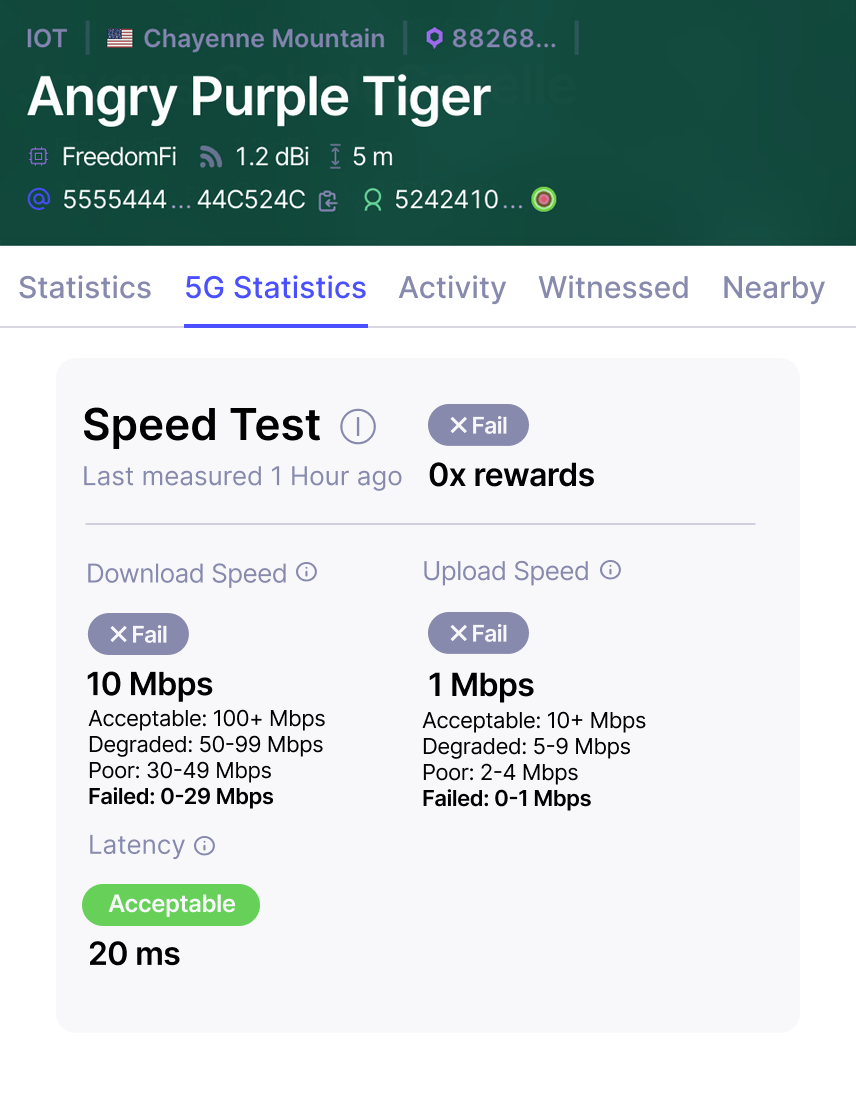 IOT | Chayenne Mountain | 88268... |
Angry Purple Tiger
FreedomFi 1.2 dBi 5 m
5555444...44C524C 5242410...
Statistics 5G Statistics Activity Witnessed Nearby
Speed Test Fail
Last measured 1 Hour ago 0x rewards
Download Speed Upload Speed
Fail Fail
10 Mbps 1 Mbps
Acceptable: 100+ Mbps Acceptable: 10+ Mbps
Degraded: 50-99 Mbps Degraded: 5-9 Mbps
Poor: 30-49 Mbps Poor: 2-4 Mbps
Failed: 0-29 Mbps Failed: 0-1 Mbps
Latency
Acceptable
20 ms